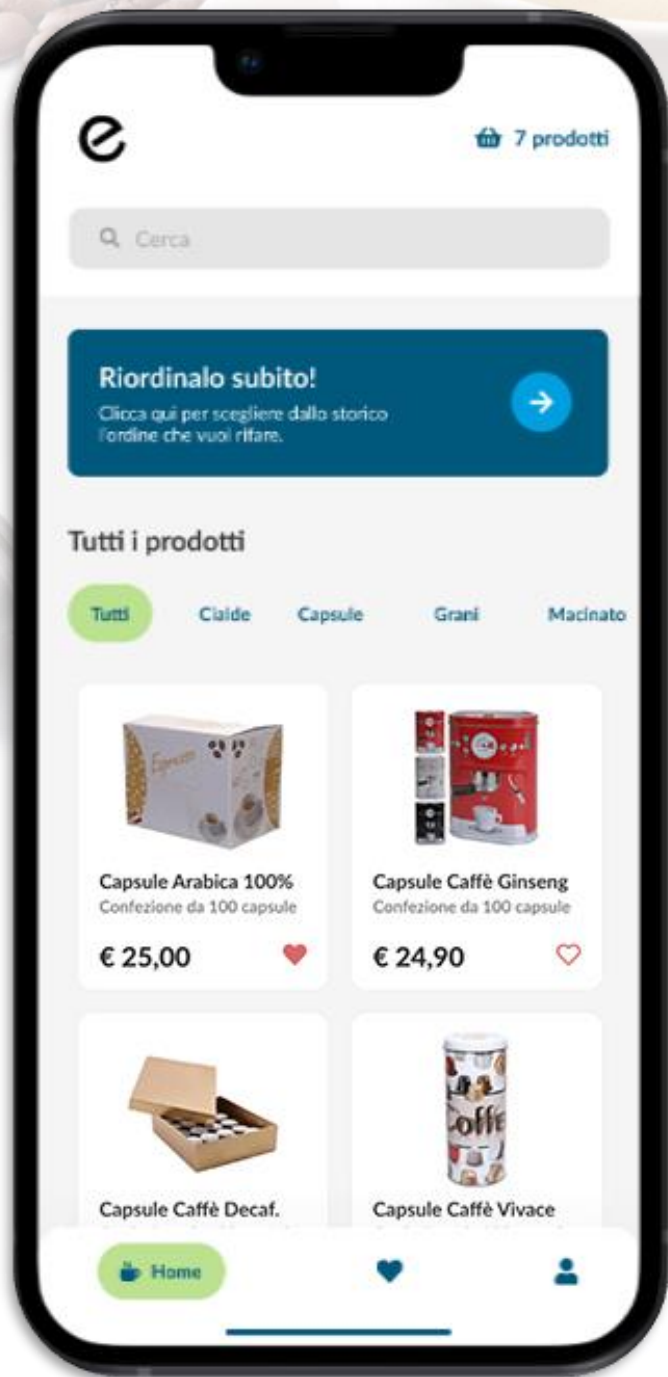 e
7 prodotti
Cerca
Riordinalo subito!
Clicca qui per scegliere dallo storico
l'ordine che vuoi rifare.
Tutti i prodotti
Tutti Cialde Capsule Grani Macinato
Espresso
Capsule Arabica 100%
Confezione da 100 capsule
€ 25,00
Capsule Caffè Ginseng
Confezione da 100 capsule
€ 24,90
Coffe
Capsule Caffè Decaf.
Capsule Caffè Vivace
Home